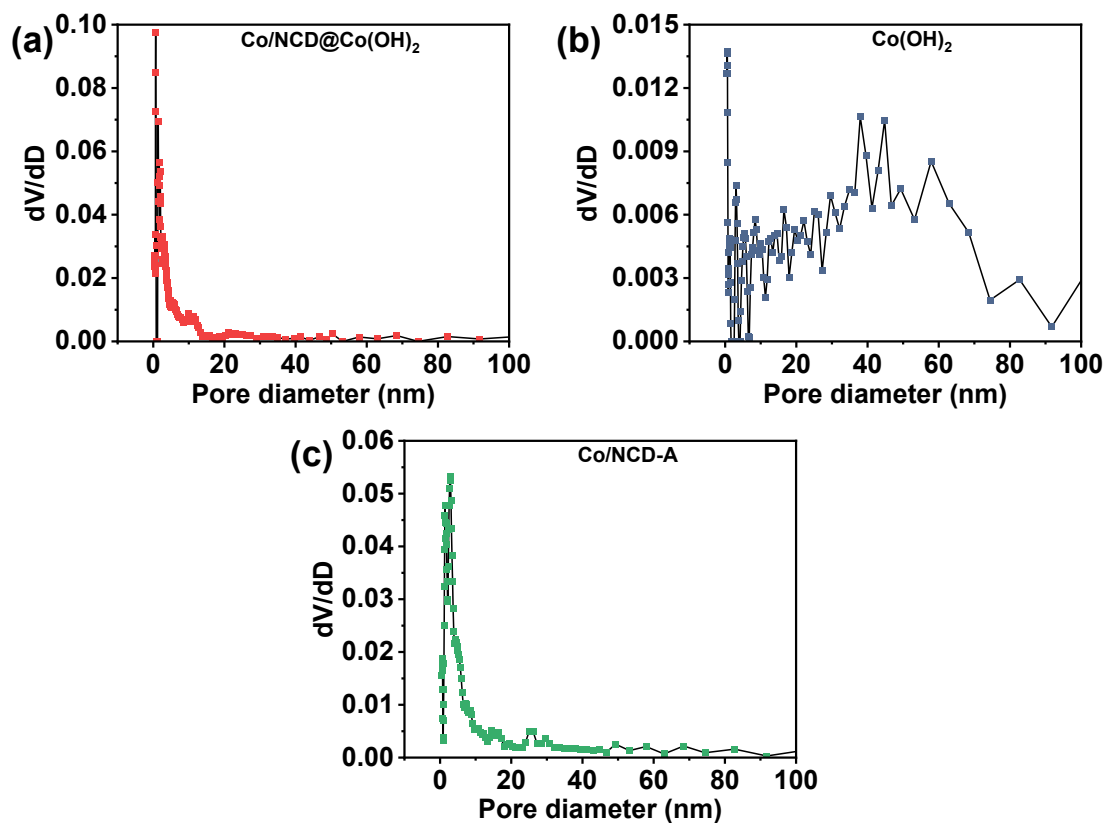 (a)
Co/NCD@Co(OH)₂
0.10
0.08
0.06
0.04
0.02
0.00
dV/dD
0 20 40 60 80 100
Pore diameter (nm)
(b)
Co(OH)₂
0.015
0.012
0.009
0.006
0.003
0.000
dV/dD
0 20 40 60 80 100
Pore diameter (nm)
(c)
Co/NCD-A
0.06
0.05
0.04
0.03
0.02
0.01
0.00
dV/dD
0 20 40 60 80 100
Pore diameter (nm)